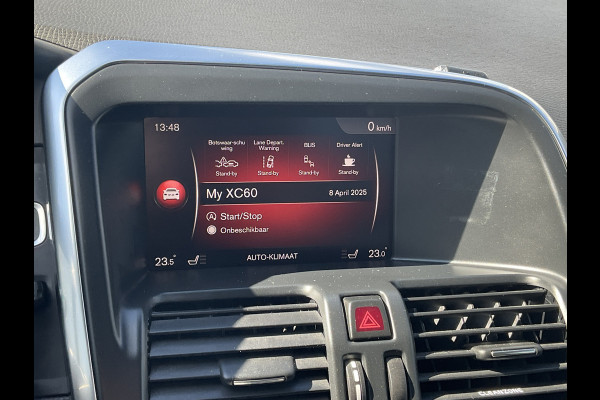 13:48
0 km/h
Botswaar-schu
wing
Lane Depart.
Warning
BLIS
Driver Alert
Stand-by
Stand-by
Stand-by
Stand-by
My XC60
8 April 2025
Start/Stop
Onbeschikbaar
23.5°
AUTO-KLIMAAT
23.0°
CLEANZONE